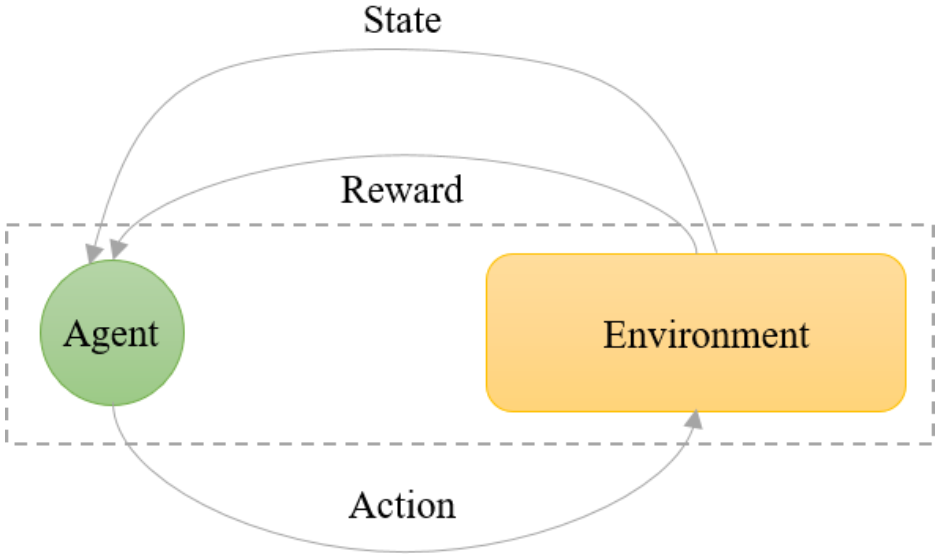 State
Reward
Agent
Environment
Action